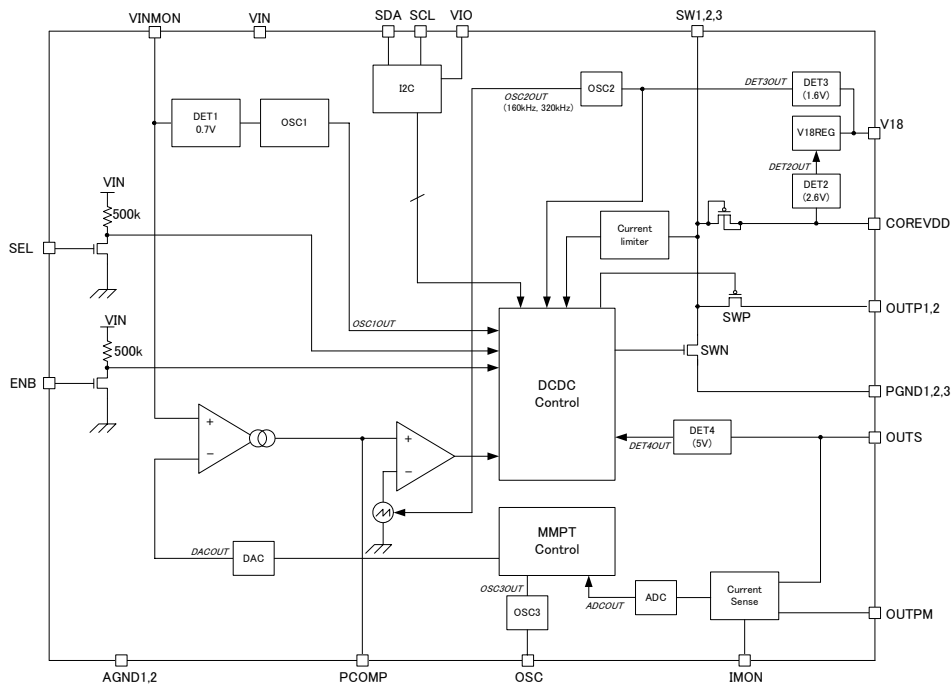 VINMON
VIN
SDA
SCL
VIO
SW1,2,3
DET1
0.7V
OSC1
I2C
OSC2OUT
(160kHz, 320kHz)
OSC2
DET3OUT
DET3
(1.6V)
V18
V18REG
DET2OUT
DET2
(2.6V)
VIN
500k
SEL
Current
limiter
COREVDD
OUTP1,2
SWP
VIN
500k
OSC1OUT
SWN
ENB
DCDC
Control
PGND1,2,3
+
−
+
−
DET4OUT
DET4
(5V)
OUTS
MMPT
Control
DACOUT
DAC
OSC3OUT
OSC3
ADCOUT
ADC
Current
Sense
OUTPM
AGND1,2
PCOMP
OSC
IMON